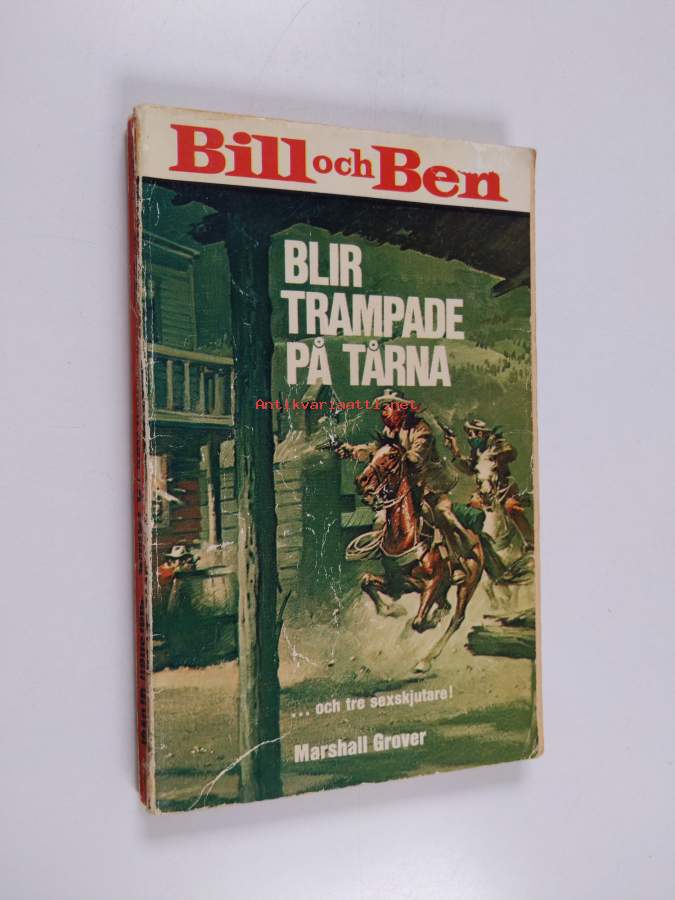 Bill och Ben
BLIR
TRAMPADE
PÅ TÅRNA
Antikvariaatti.net
... och tre sexskjutare!
Marshall Grover